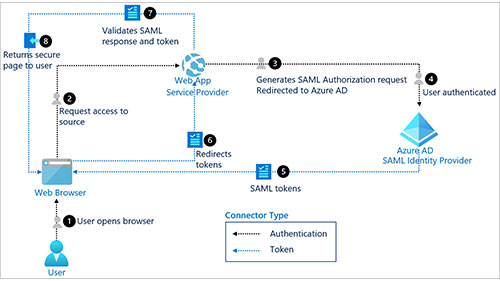 7
Validates SAML
response and token
8
Returns secure
page to user
Web App
Service Provider
3
Generates SAML Authorization request
Redirected to Azure AD
4
User authenticated
2
Request access to
source
6
Redirects
tokens
Azure AD
SAML Identity Provider
5
SAML tokens
Web Browser
1
User opens browser
User
Connector Type
Authentication
Token